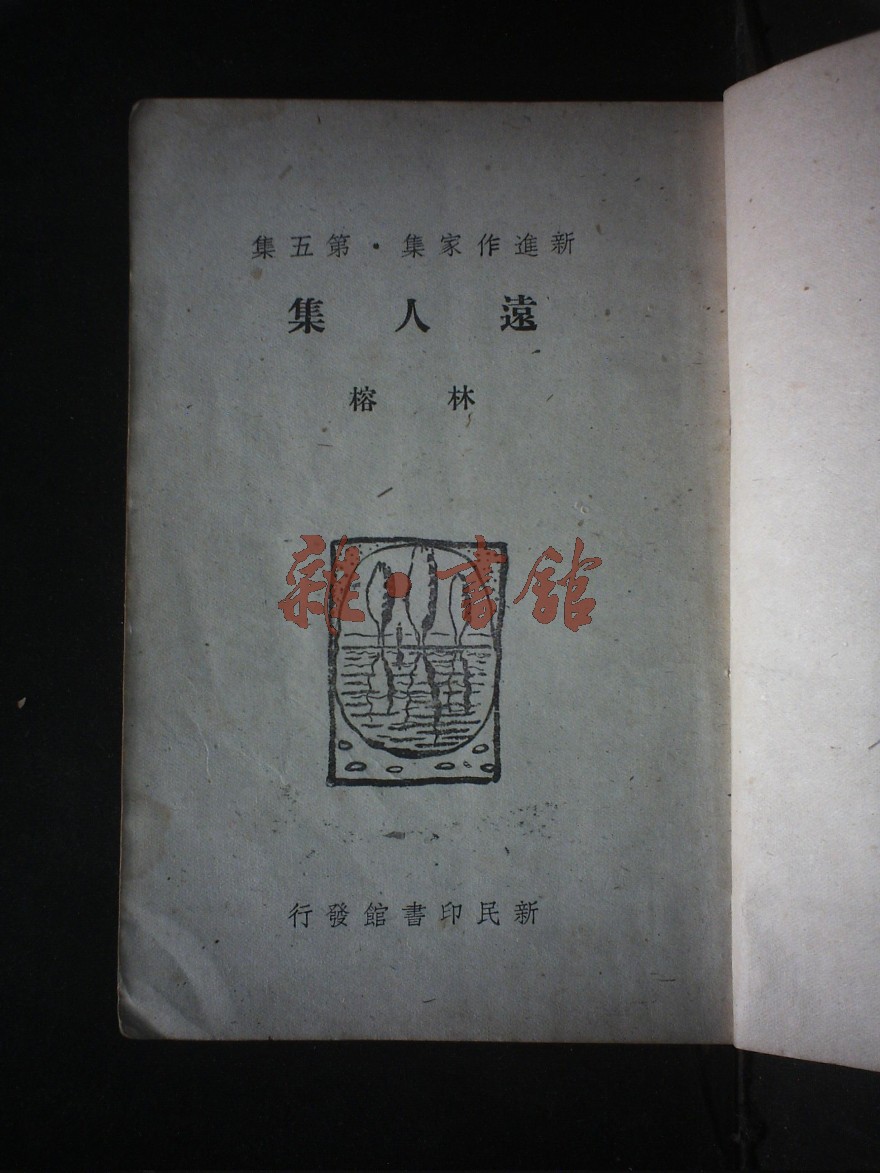 新進作家集·第五集
遠人集
林榕
雜·書館
新民印書館發行